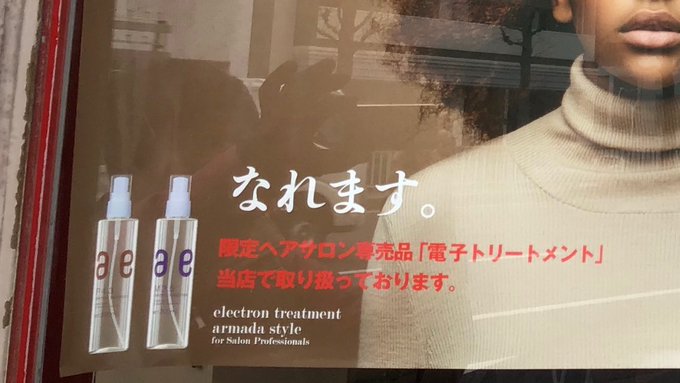 なれます。
限定ヘアサロン専売品「電子トリートメント」
当店で取り扱っております。
ae
ae
electron treatment
armada style
for Salon Professionals